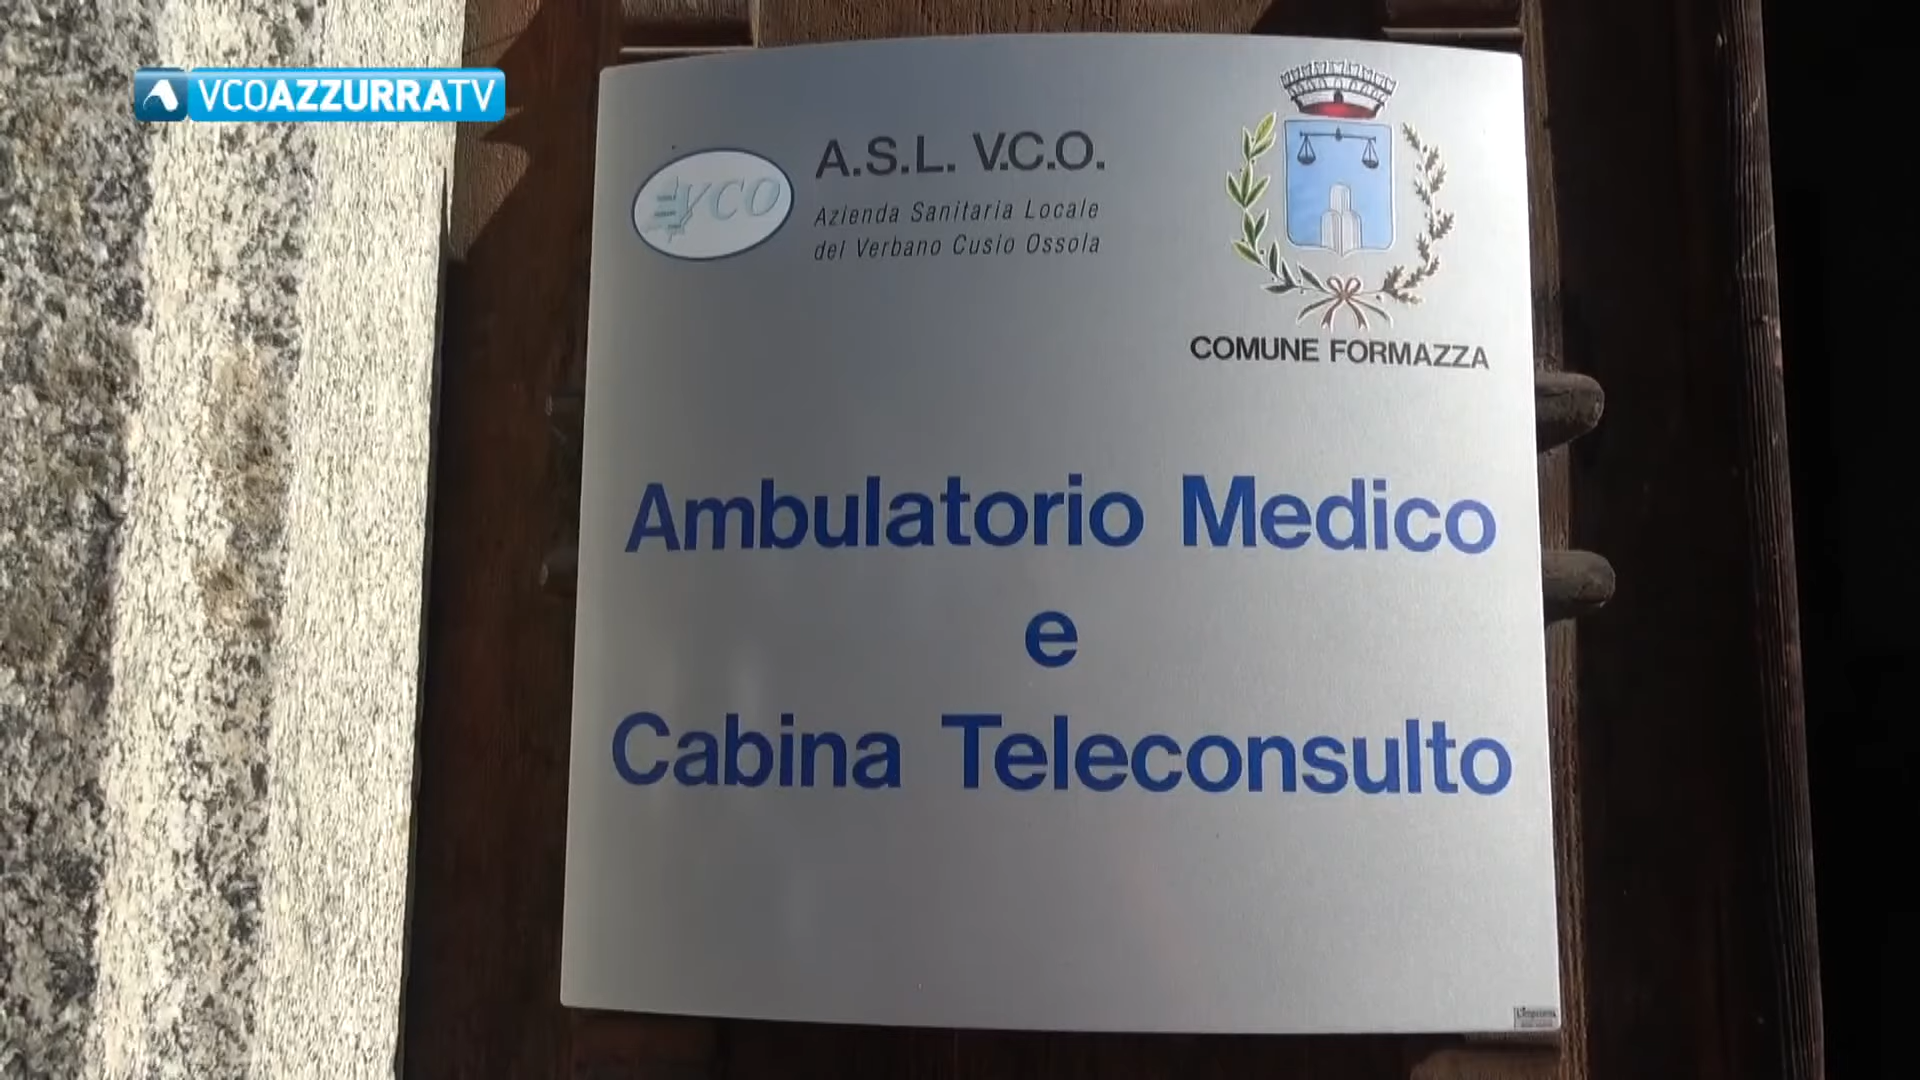 VCOAZZURRATV
A.S.L. V.C.O.
VCO
Azienda Sanitaria Locale
del Verbano Cusio Ossola
COMUNE FORMAZZA
Ambulatorio Medico
e
Cabina Teleconsulto